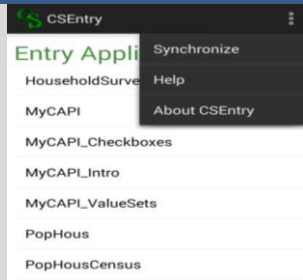 CSEntry
Entry Appli
Synchronize
HouseholdSurve
Help
MyCAPI
About CSEntry
MyCAPI_Checkboxes
MyCAPI_Intro
MyCAPI_ValueSets
PopHous
PopHousCensus